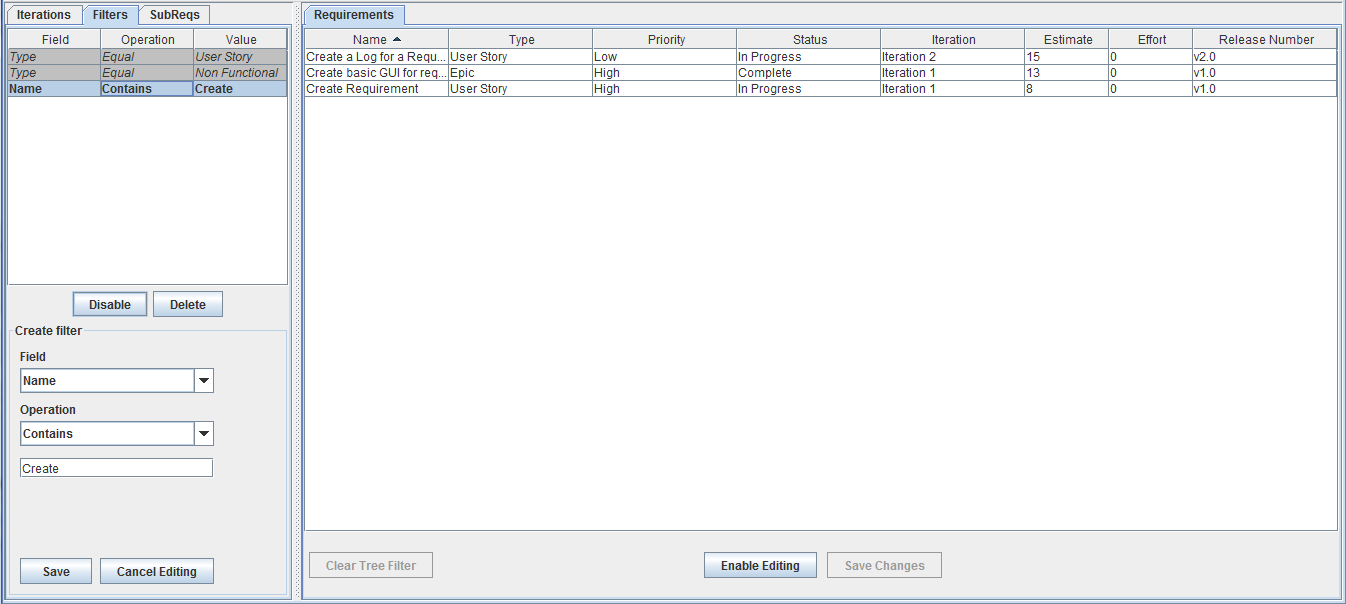 Iterations Filters SubReqs
Field Operation Value
Type Equal User Story
Type Equal Non Functional
Name Contains Create
Disable Delete
Create filter
Field
Name
Operation
Contains
Create
Save Cancel Editing
Requirements
Name Type Priority Status Iteration Estimate Effort Release Number
Create a Log for a Requ... User Story Low In Progress Iteration 2 15 0 v2.0
Create basic GUI for req... Epic High Complete Iteration 1 13 0 v1.0
Create Requirement User Story High In Progress Iteration 1 8 0 v1.0
Clear Tree Filter Enable Editing Save Changes